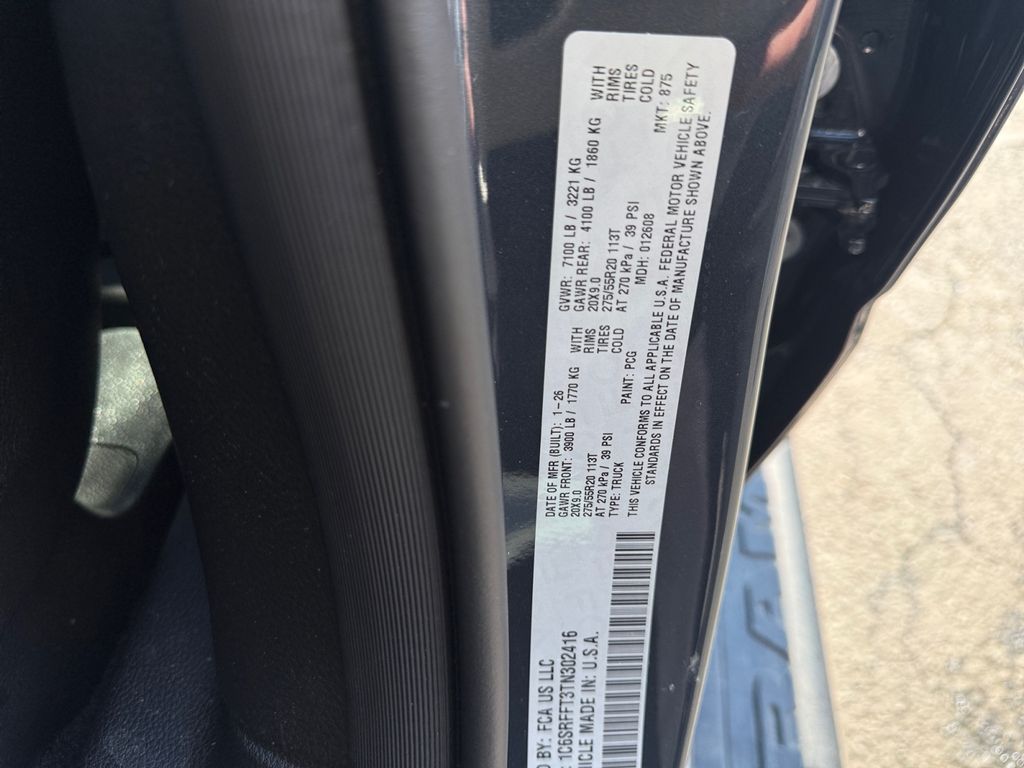 D BY: FCA US LLC
: 1C6SRFFT3TN302416
HICLE MADE IN: U.S.A.
DATE OF MFR (BUILT): 1-26
GVWR: 7100 LB / 3221 KG
GAWR FRONT: 3900 LB / 1770 KG WITH
20X9.0 RIMS
275/55R20 113T TIRES
AT 270 kPa / 39 PSI COLD
GAWR REAR: 4100 LB / 1860 KG WITH
20X9.0 RIMS
275/55R20 113T TIRES
AT 270 kPa / 39 PSI COLD
TYPE: TRUCK PAINT: PCG MDH: 012608 MKT: 875
THIS VEHICLE CONFORMS TO ALL APPLICABLE U.S.A. FEDERAL MOTOR VEHICLE SAFETY
STANDARDS IN EFFECT ON THE DATE OF MANUFACTURE SHOWN ABOVE.